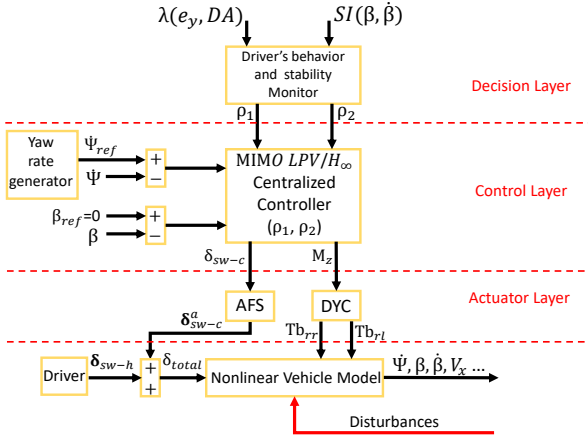 λ(e_y, DA)
SI(β, β̇)
Driver's behavior
and stability
Monitor
Decision Layer
ρ₁
ρ₂
Yaw
rate
generator
Ψ̇_ref
Ψ̇
+
−
MIMO LPV/H∞
Centralized
Controller
(ρ₁, ρ₂)
Control Layer
β_ref=0
β
+
−
δ_sw-c
M_z
AFS
DYC
Actuator Layer
δ^a_sw-c
Tb_rr
Tb_rl
Driver
δ_sw-h
+
+
δ_total
Nonlinear Vehicle Model
Ψ̇, β, β̇, V_x ...
Disturbances